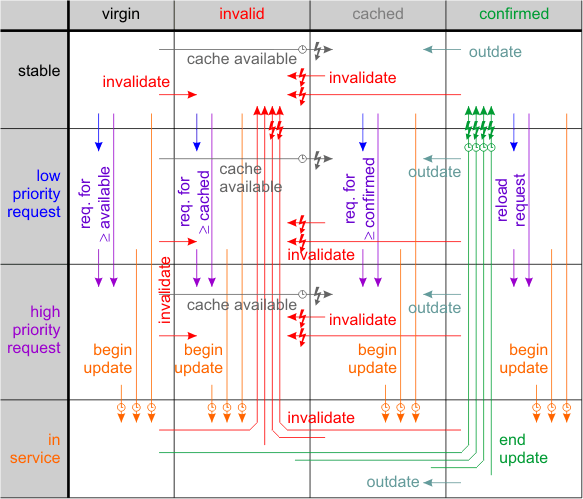 virgin invalid cached confirmed
stable
cache available
outdate
invalidate
invalidate
low
priority
request
req. for
≥ available
req. for
≥ cached
cache
available
req. for
≥ confirmed
outdate
reload
request
invalidate
invalidate
high
priority
request
cache available
outdate
invalidate
begin
update
begin
update
begin
update
begin
update
in
service
invalidate
end
update
outdate